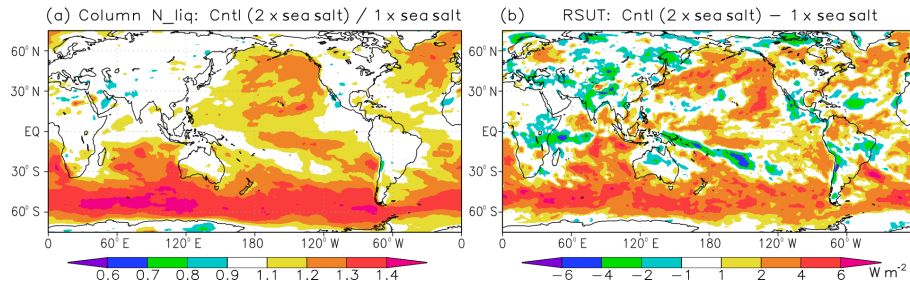 (a) Column N_liq: Cntl (2 x sea salt) / 1 x sea salt
(b) RSUT: Cntl (2 x sea salt) − 1 x sea salt
60° N
30° N
EQ
30° S
60° S
0 60° E 120° E 180 120° W 60° W 0
60° N
30° N
EQ
30° S
60° S
0 60° E 120° E 180 120° W 60° W 0
0.6 0.7 0.8 0.9 1.1 1.2 1.3 1.4
−6 −4 −2 −1 1 2 4 6 W m⁻²